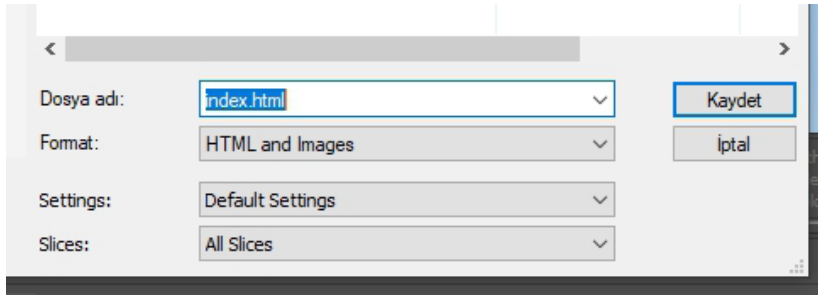 Dosya adı: index.html Kaydet
Format: HTML and Images İptal
Settings: Default Settings
Slices: All Slices